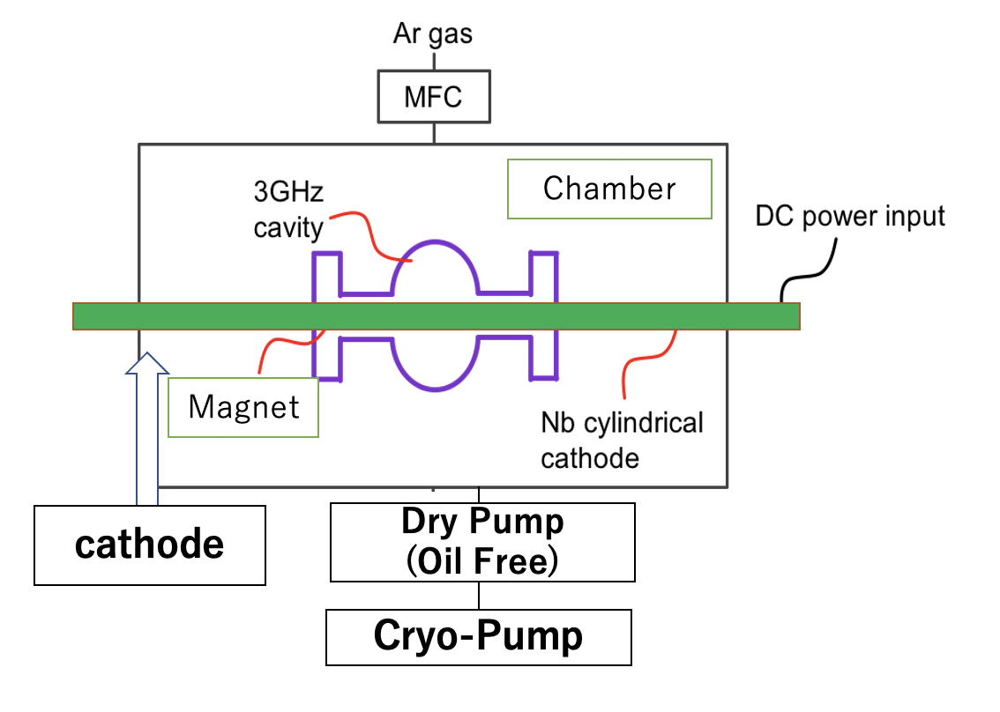 Ar gas
MFC
Chamber
3GHz
cavity
DC power input
Magnet
Nb cylindrical
cathode
cathode
Dry Pump
(Oil Free)
Cryo-Pump